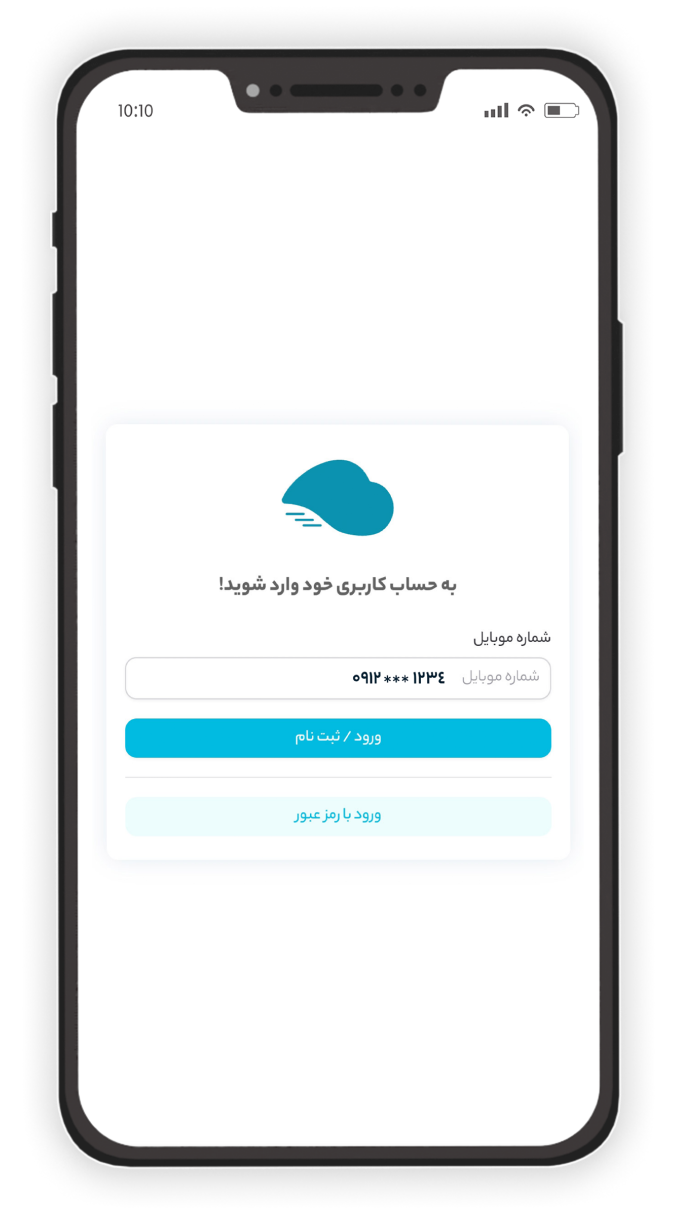 10:10
به حساب کاربری خود وارد شوید!
شماره موبایل
شماره موبایل ۰۹۱۲ *** ۱۲۳٤
ورود / ثبت نام
ورود با رمز عبور